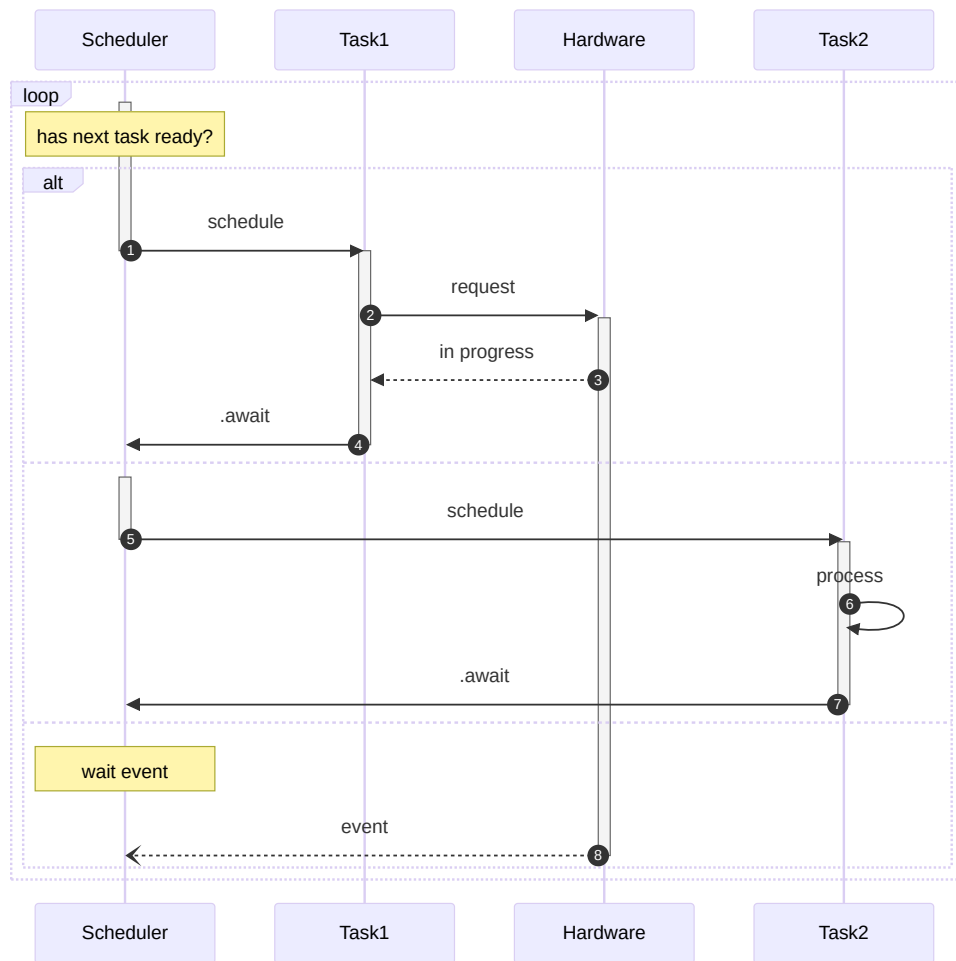 Scheduler
Task1
Hardware
Task2
loop
has next task ready?
alt
schedule
1
request
2
in progress
3
.await
4
schedule
5
process
6
.await
7
wait event
event
8
Scheduler
Task1
Hardware
Task2